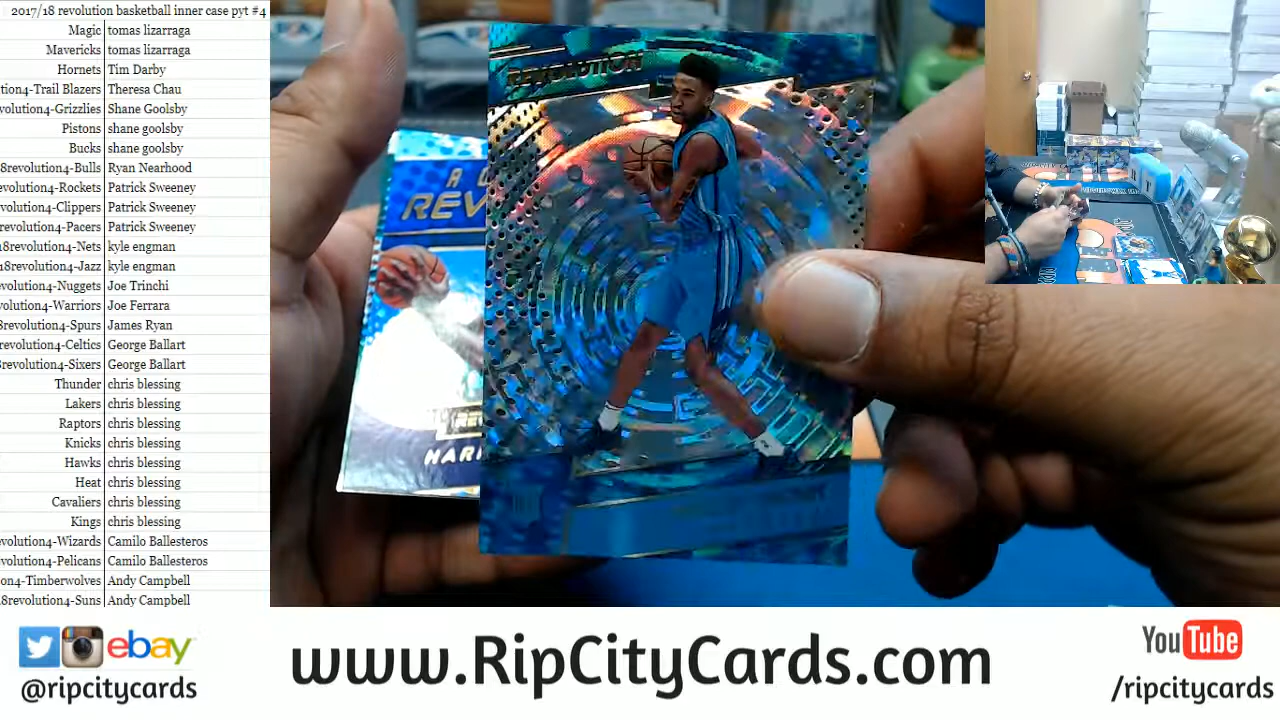 2017/18 revolution basketball inner case pyt #4
Magic tomas lizarraga
Mavericks tomas lizarraga
Hornets Tim Darby
tion4-Trail Blazers Theresa Chau
evolution4-Grizzlies Shane Goolsby
Pistons shane goolsby
Bucks shane goolsby
8revolution4-Bulls Ryan Nearhood
evolution4-Rockets Patrick Sweeney
volution4-Clippers Patrick Sweeney
volution4-Pacers Patrick Sweeney
18revolution4-Nets kyle engman
18revolution4-Jazz kyle engman
volution4-Nuggets Joe Trinchi
volution4-Warriors Joe Ferrara
8revolution4-Spurs James Ryan
evolution4-Celtics George Ballart
revolution4-Sixers George Ballart
Thunder chris blessing
Lakers chris blessing
Raptors chris blessing
Knicks chris blessing
Hawks chris blessing
Heat chris blessing
Cavaliers chris blessing
Kings chris blessing
volution4-Wizards Camilo Ballesteros
volution4-Pelicans Camilo Ballesteros
on4-Timberwolves Andy Campbell
8revolution4-Suns Andy Campbell
REVOLUTION
REV
HARR
ebay
@ripcitycards
www.RipCityCards.com
YouTube
/ripcitycards